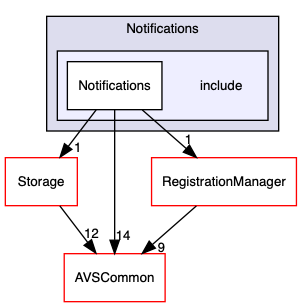 Notifications
Notifications
include
1
1
Storage
RegistrationManager
12
14
9
AVSCommon